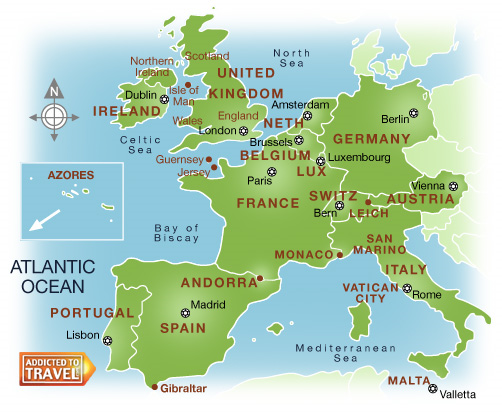 Scotland
North
Sea
Northern
Ireland
UNITED
KINGDOM
N
Dublin
Isle of
Man
IRELAND
Amsterdam
Berlin
Wales
England
NETH
London
Celtic
Sea
Brussels
GERMANY
BELGIUM
Luxembourg
Guernsey
Jersey
LUX
AZORES
Paris
Vienna
SWITZ
AUSTRIA
FRANCE
Bern
LEICH
Bay of
Biscay
SAN
MARINO
MONACO
ATLANTIC
OCEAN
ITALY
ANDORRA
VATICAN
CITY
Rome
Madrid
PORTUGAL
SPAIN
Lisbon
Mediterranean
Sea
ADDICTED TO
TRAVEL
MALTA
Gibraltar
Valletta